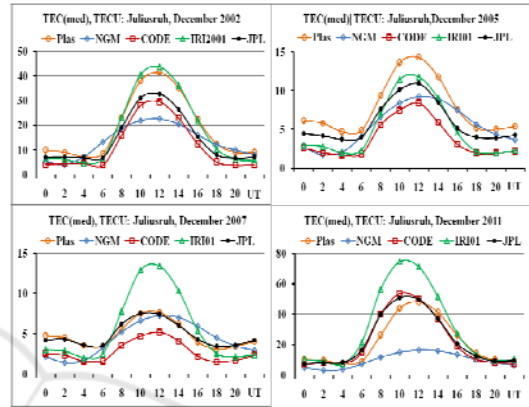 TEC(med), TECU: Juliusruh, December 2002
Plas NGM CODE IRI2001 JPL
50
40
30
20
10
0
0 2 4 6 8 10 12 14 16 18 20 UT
TEC(med)| TECU: Juliusruh, December 2005
Plas NGM CODE IRI01 JPL
15
10
5
0
0 2 4 6 8 10 12 14 16 18 20 UT
TEC(med), TECU: Juliusruh, December 2007
Plas NGM CODE IRI01 JPL
15
10
5
0
0 2 4 6 8 10 12 14 16 18 20 UT
TEC(med), TECU: Juliusruh, December 2011
Plas NGM CODE IRI01 JPL
80
60
40
20
0
0 2 4 6 8 10 12 14 16 18 20 UT